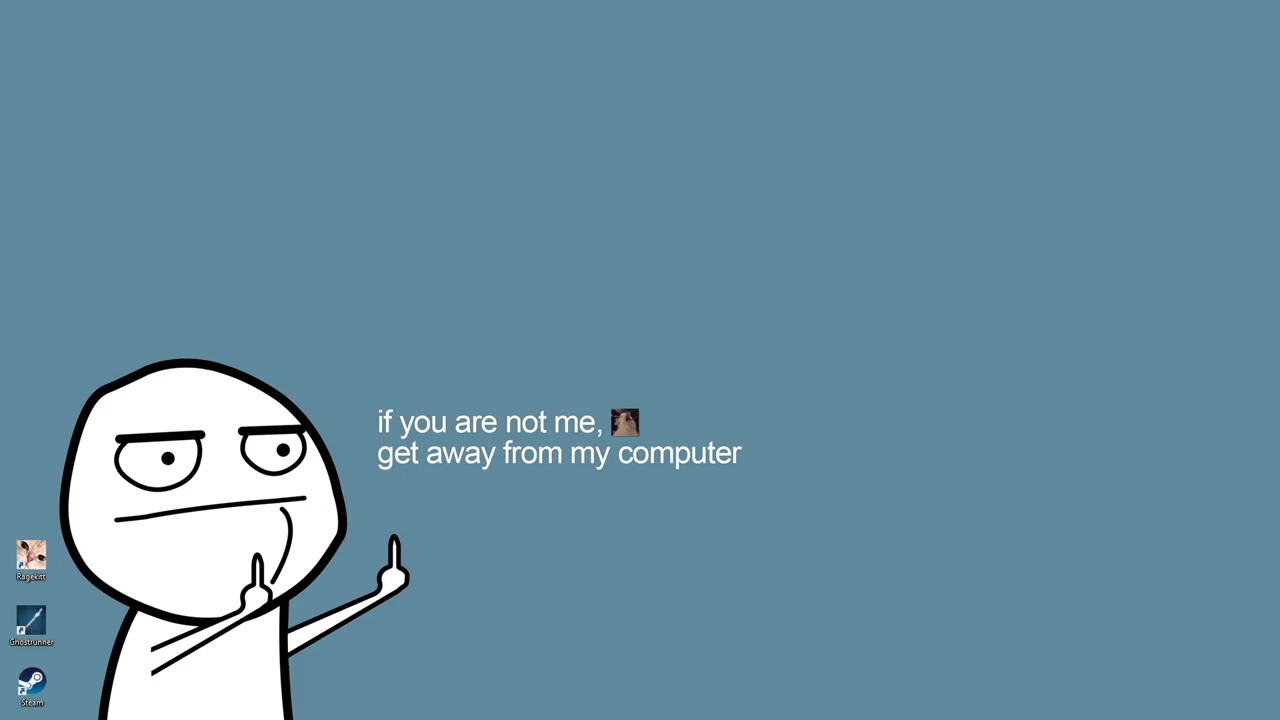 if you are not me,
get away from my computer
Ragekitt
Ghostrunner
Steam